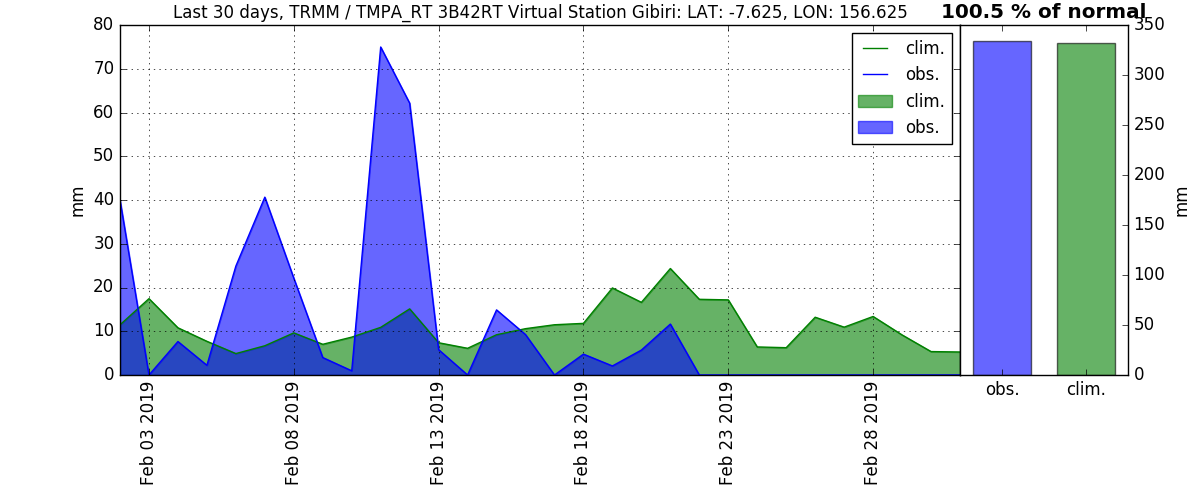 Last 30 days, TRMM / TMPA_RT 3B42RT Virtual Station Gibiri: LAT: -7.625, LON: 156.625
100.5 % of normal
80
70
60
50
40
30
20
10
0
mm
clim.
obs.
clim.
obs.
350
300
250
200
150
100
50
0
mm
Feb 03 2019
Feb 08 2019
Feb 13 2019
Feb 18 2019
Feb 23 2019
Feb 28 2019
obs.
clim.